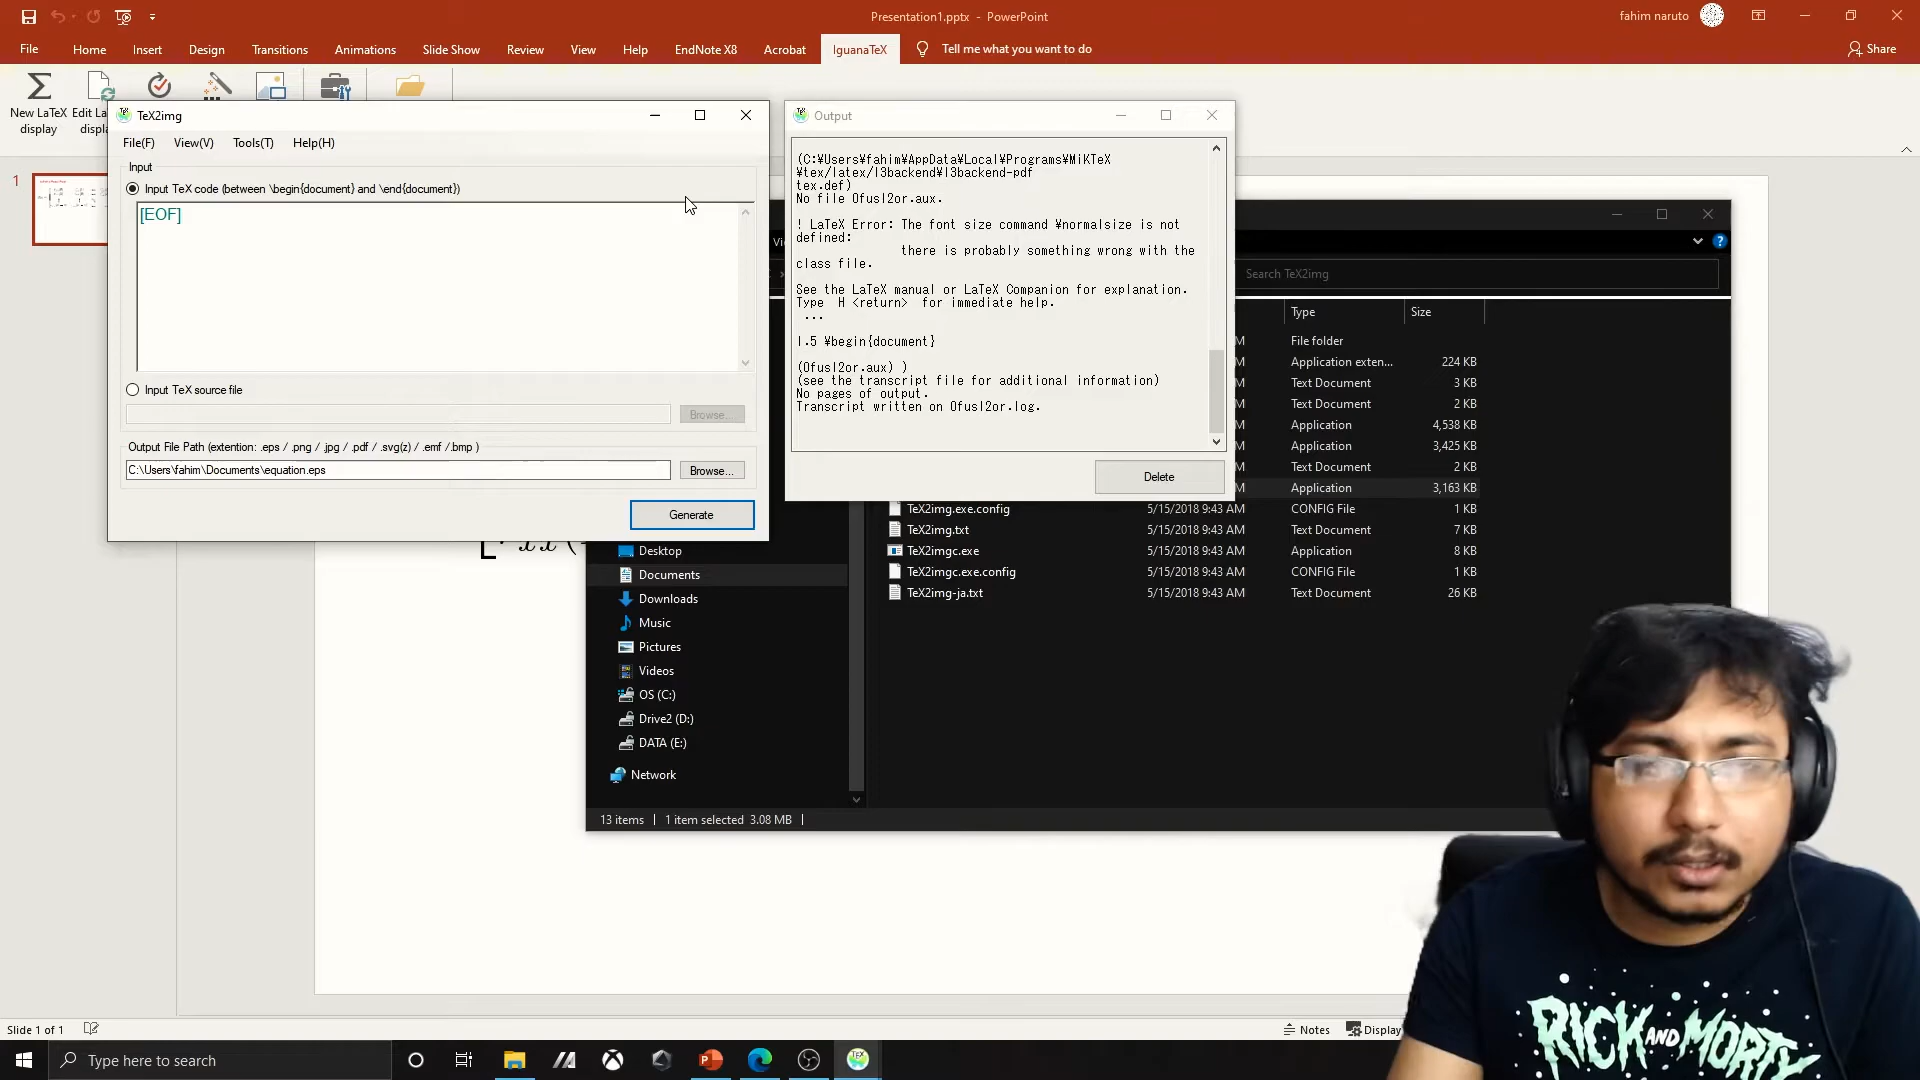 Presentation1.pptx - PowerPoint
fahim naruto
File Home Insert Design Transitions Animations Slide Show Review View Help EndNote X8 Acrobat IguanaTeX Tell me what you want to do Share
New LaTeX display
Edit La
displa
TeX2img
File(F) View(V) Tools(T) Help(H)
Input
Input TeX code (between \begin{document} and \end{document})
[EOF]
Input TeX source file
Browse...
Output File Path (extention: .eps / .png / .jpg / .pdf / .svg(z) / .emf /.bmp )
C:\Users\fahim\Documents\equation.eps
Browse...
Generate
Output
(C:¥Users¥fahim¥AppData¥Local¥Programs¥MiKTeX
¥tex/latex/l3backend¥l3backend-pdf
tex.def)
No file Ofusl2or.aux.
! LaTeX Error: The font size command ¥normalsize is not
defined:
there is probably something wrong with the
class file.
See the LaTeX manual or LaTeX Companion for explanation.
Type H <return> for immediate help.
...
l.5 ¥begin{document}
(Ofusl2or.aux) )
(see the transcript file for additional information)
No pages of output.
Transcript written on Ofusl2or.log.
Delete
Vi
Search TeX2img
Type Size
M File folder
M Application exten... 224 KB
M Text Document 3 KB
M Text Document 2 KB
M Application 4,538 KB
M Application 3,425 KB
M Text Document 2 KB
M Application 3,163 KB
TeX2img.exe.config 5/15/2018 9:43 AM CONFIG File 1 KB
TeX2img.txt 5/15/2018 9:43 AM Text Document 7 KB
TeX2imgc.exe 5/15/2018 9:43 AM Application 8 KB
TeX2imgc.exe.config 5/15/2018 9:43 AM CONFIG File 1 KB
TeX2img-ja.txt 5/15/2018 9:43 AM Text Document 26 KB
Desktop
Documents
Downloads
Music
Pictures
Videos
OS (C:)
Drive2 (D:)
DATA (E:)
Network
13 items 1 item selected 3.08 MB
1
Slide 1 of 1
Notes
Display
Type here to search
RICK AND MORTY